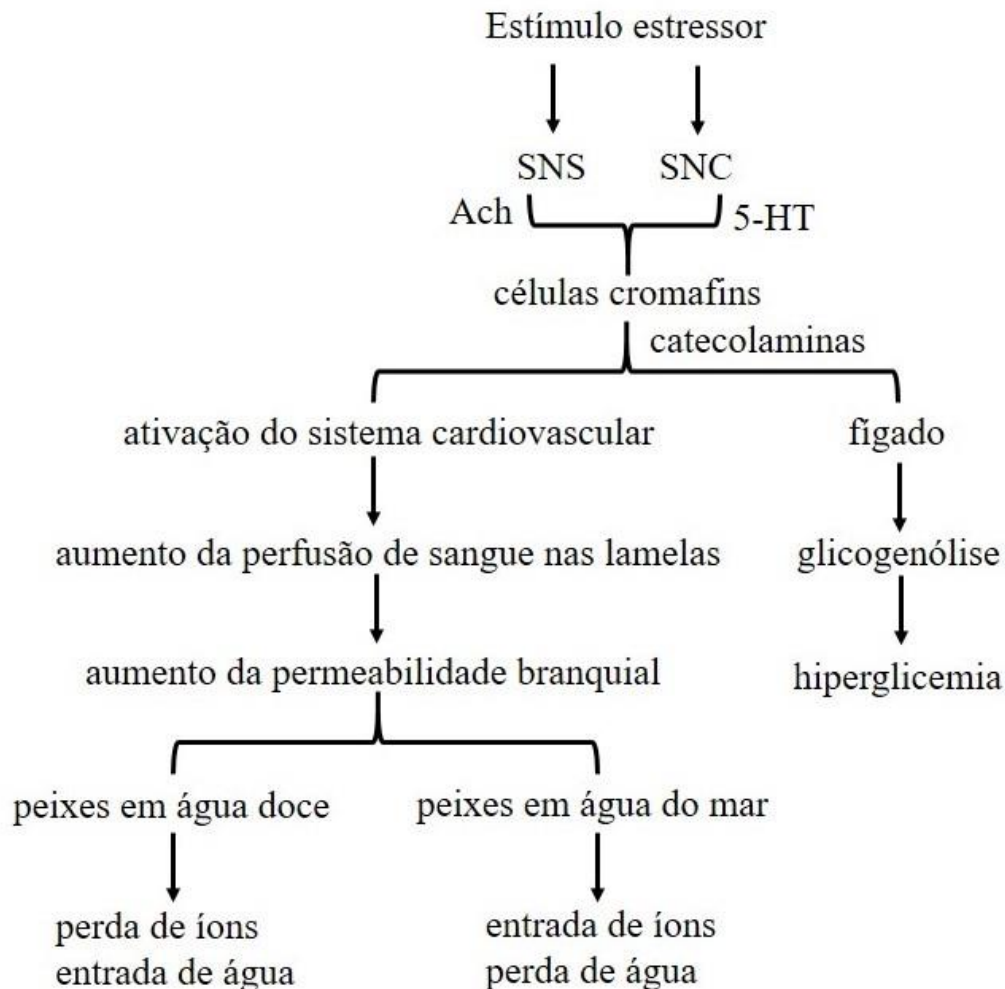 Estímulo estressor
SNS
SNC
Ach
5-HT
células cromafins
catecolaminas
ativação do sistema cardiovascular
fígado
aumento da perfusão de sangue nas lamelas
glicogenólise
aumento da permeabilidade branquial
hiperglicemia
peixes em água doce
peixes em água do mar
perda de íons
entrada de água
entrada de íons
perda de água